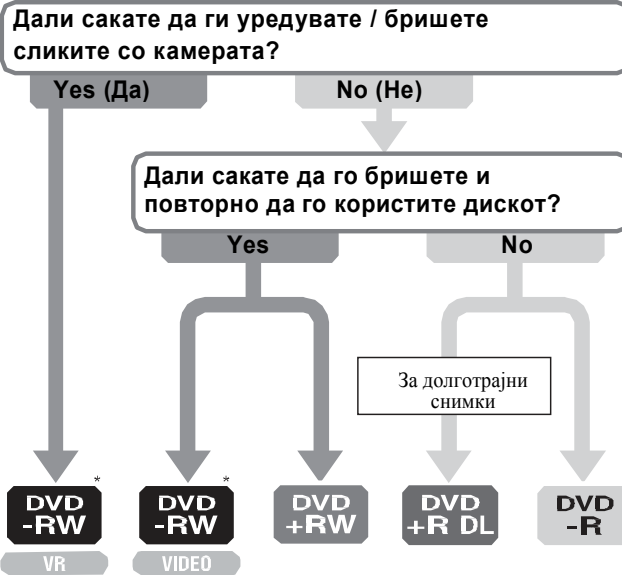 Дали сакате да ги уредувате / бришете
сликите со камерата?
Yes (Да)
No (Не)
Дали сакате да го бришете и
повторно да го користите дискот?
Yes
No
За долготрајни
снимки
*
DVD
-RW
VR
*
DVD
-RW
VIDEO
DVD
+RW
DVD
+R DL
DVD
-R